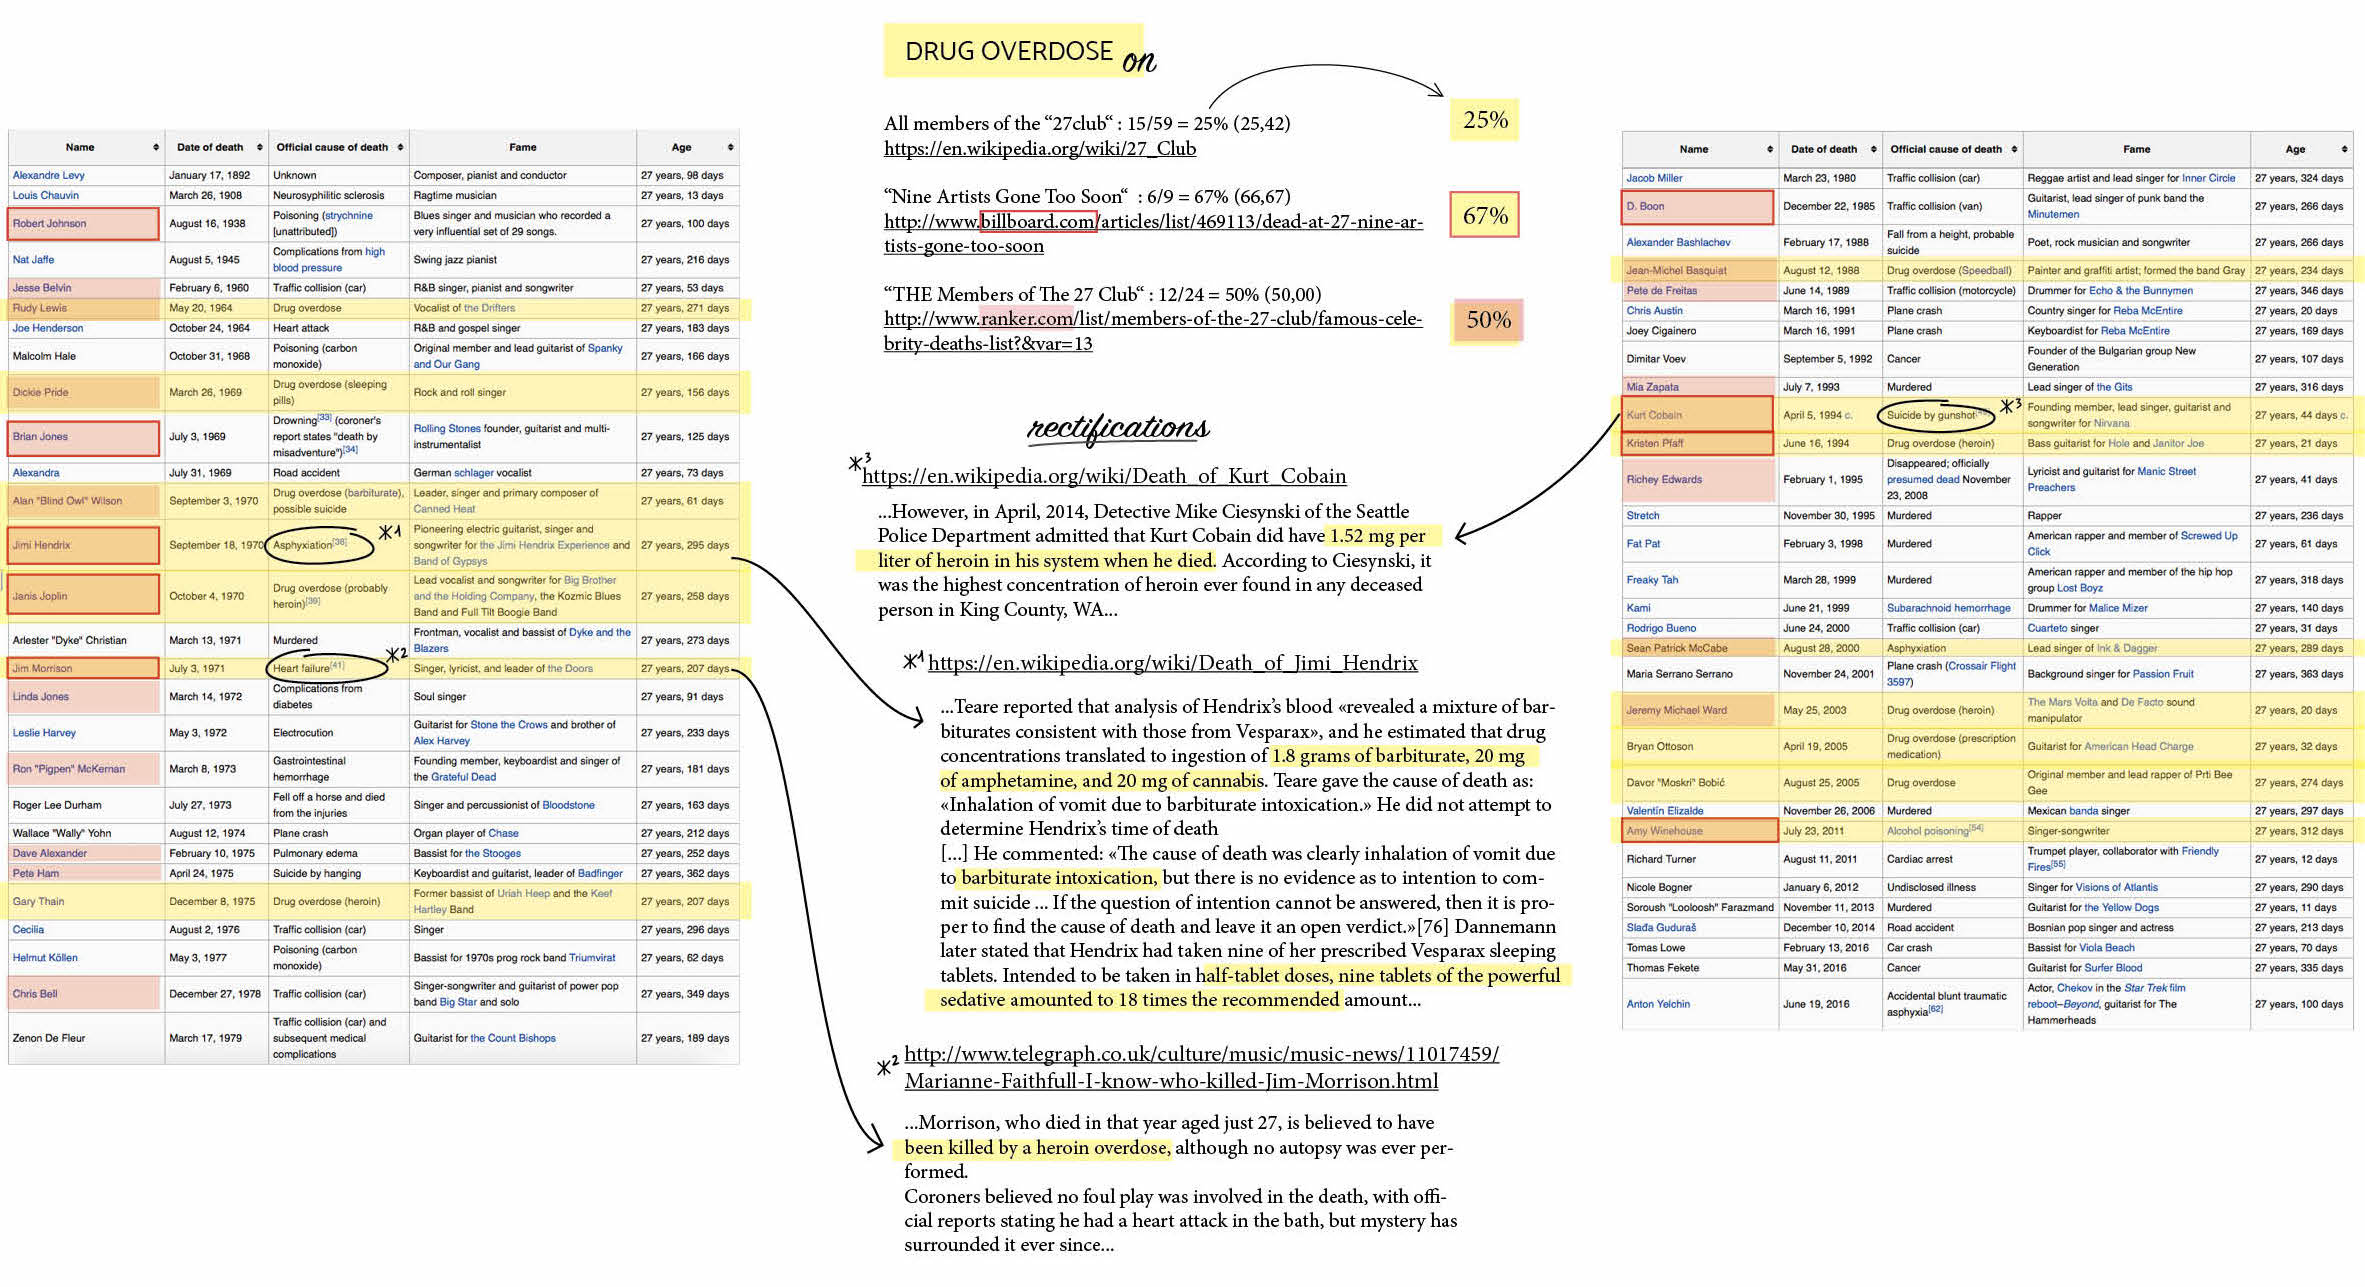 DRUG OVERDOSE on
All members of the “27club“ : 15/59 = 25% (25,42)
https://en.wikipedia.org/wiki/27_Club
25%
“Nine Artists Gone Too Soon“ : 6/9 = 67% (66,67)
http://www.billboard.com/articles/list/469113/dead-at-27-nine-ar-
tists-gone-too-soon
67%
“THE Members of The 27 Club“ : 12/24 = 50% (50,00)
http://www.ranker.com/list/members-of-the-27-club/famous-cele-
brity-deaths-list?&var=13
50%
Name Date of death Official cause of death Fame Age
Alexandre Levy January 17, 1892 Unknown Composer, pianist and conductor 27 years, 98 days
Louis Chauvin March 26, 1908 Neurosyphilitic sclerosis Ragtime musician 27 years, 13 days
Robert Johnson August 16, 1938 Poisoning (strychnine [unattributed]) Blues singer and musician who recorded a very influential set of 29 songs. 27 years, 100 days
Nat Jaffe August 5, 1945 Complications from high blood pressure Swing jazz pianist 27 years, 216 days
Jesse Belvin February 6, 1960 Traffic collision (car) R&B singer, pianist and songwriter 27 years, 53 days
Rudy Lewis May 20, 1964 Drug overdose Vocalist of the Drifters 27 years, 271 days
Joe Henderson October 24, 1964 Heart attack R&B and gospel singer 27 years, 183 days
Malcolm Hale October 31, 1968 Poisoning (carbon monoxide) Original member and lead guitarist of Spanky and Our Gang 27 years, 166 days
Dickie Pride March 26, 1969 Drug overdose (sleeping pills) Rock and roll singer 27 years, 156 days
Brian Jones July 3, 1969 Drowning[33] (coroner's report states "death by misadventure")[34] Rolling Stones founder, guitarist and multi-instrumentalist 27 years, 125 days
Alexandra July 31, 1969 Road accident German schlager vocalist 27 years, 73 days
Alan "Blind Owl" Wilson September 3, 1970 Drug overdose (barbiturate), possible suicide Leader, singer and primary composer of Canned Heat 27 years, 61 days
Jimi Hendrix September 18, 1970 Asphyxiation[38] *1 Pioneering electric guitarist, singer and songwriter for the Jimi Hendrix Experience and Band of Gypsys 27 years, 295 days
Janis Joplin October 4, 1970 Drug overdose (probably heroin)[39] Lead vocalist and songwriter for Big Brother and the Holding Company, the Kozmic Blues Band and Full Tilt Boogie Band 27 years, 258 days
Arlester "Dyke" Christian March 13, 1971 Murdered Frontman, vocalist and bassist of Dyke and the Blazers 27 years, 273 days
Jim Morrison July 3, 1971 Heart failure[41] *2 Singer, lyricist, and leader of the Doors 27 years, 207 days
Linda Jones March 14, 1972 Complications from diabetes Soul singer 27 years, 91 days
Leslie Harvey May 3, 1972 Electrocution Guitarist for Stone the Crows and brother of Alex Harvey 27 years, 233 days
Ron "Pigpen" McKernan March 8, 1973 Gastrointestinal hemorrhage Founding member, keyboardist and singer of the Grateful Dead 27 years, 181 days
Roger Lee Durham July 27, 1973 Fell off a horse and died from the injuries Singer and percussionist of Bloodstone 27 years, 163 days
Wallace "Wally" Yohn August 12, 1974 Plane crash Organ player of Chase 27 years, 212 days
Dave Alexander February 10, 1975 Pulmonary edema Bassist for the Stooges 27 years, 252 days
Pete Ham April 24, 1975 Suicide by hanging Keyboardist and guitarist, leader of Badfinger 27 years, 362 days
Gary Thain December 8, 1975 Drug overdose (heroin) Former bassist of Uriah Heep and the Keef Hartley Band 27 years, 207 days
Cecilia August 2, 1976 Traffic collision (car) Singer 27 years, 296 days
Helmut Köllen May 3, 1977 Poisoning (carbon monoxide) Bassist for 1970s prog rock band Triumvirat 27 years, 62 days
Chris Bell December 27, 1978 Traffic collision (car) Singer-songwriter and guitarist of power pop band Big Star and solo 27 years, 349 days
Zenon De Fleur March 17, 1979 Traffic collision (car) and subsequent medical complications Guitarist for the Count Bishops 27 years, 189 days
rectifications
*3 https://en.wikipedia.org/wiki/Death_of_Kurt_Cobain
...However, in April, 2014, Detective Mike Ciesynski of the Seattle
Police Department admitted that Kurt Cobain did have 1.52 mg per
liter of heroin in his system when he died. According to Ciesynski, it
was the highest concentration of heroin ever found in any deceased
person in King County, WA...
*1 https://en.wikipedia.org/wiki/Death_of_Jimi_Hendrix
...Teare reported that analysis of Hendrix’s blood «revealed a mixture of bar-
biturates consistent with those from Vesparax», and he estimated that drug
concentrations translated to ingestion of 1.8 grams of barbiturate, 20 mg
of amphetamine, and 20 mg of cannabis. Teare gave the cause of death as:
«Inhalation of vomit due to barbiturate intoxication.» He did not attempt to
determine Hendrix’s time of death
[...] He commented: «The cause of death was clearly inhalation of vomit due
to barbiturate intoxication, but there is no evidence as to intention to com-
mit suicide ... If the question of intention cannot be answered, then it is pro-
per to find the cause of death and leave it an open verdict.»[76] Dannemann
later stated that Hendrix had taken nine of her prescribed Vesparax sleeping
tablets. Intended to be taken in half-tablet doses, nine tablets of the powerful
sedative amounted to 18 times the recommended amount...
*2 http://www.telegraph.co.uk/culture/music/music-news/11017459/
Marianne-Faithfull-I-know-who-killed-Jim-Morrison.html
...Morrison, who died in that year aged just 27, is believed to have
been killed by a heroin overdose, although no autopsy was ever per-
formed.
Coroners believed no foul play was involved in the death, with offi-
cial reports stating he had a heart attack in the bath, but mystery has
surrounded it ever since...
Name Date of death Official cause of death Fame Age
Jacob Miller March 23, 1980 Traffic collision (car) Reggae artist and lead singer for Inner Circle 27 years, 324 days
D. Boon December 22, 1985 Traffic collision (van) Guitarist, lead singer of punk band the Minutemen 27 years, 266 days
Alexander Bashlachev February 17, 1988 Fall from a height, probable suicide Poet, rock musician and songwriter 27 years, 266 days
Jean-Michel Basquiat August 12, 1988 Drug overdose (Speedball) Painter and graffiti artist; formed the band Gray 27 years, 234 days
Pete de Freitas June 14, 1989 Traffic collision (motorcycle) Drummer for Echo & the Bunnymen 27 years, 346 days
Chris Austin March 16, 1991 Plane crash Country singer for Reba McEntire 27 years, 20 days
Joey Cigainero March 16, 1991 Plane crash Keyboardist for Reba McEntire 27 years, 169 days
Dimitar Voev September 5, 1992 Cancer Founder of the Bulgarian group New Generation 27 years, 107 days
Mia Zapata July 7, 1993 Murdered Lead singer of the Gits 27 years, 316 days
Kurt Cobain April 5, 1994 c. Suicide by gunshot *3 Founding member, lead singer, guitarist and songwriter for Nirvana 27 years, 44 days c.
Kristen Pfaff June 16, 1994 Drug overdose (heroin) Bass guitarist for Hole and Janitor Joe 27 years, 21 days
Richey Edwards February 1, 1995 Disappeared; officially presumed dead November 23, 2008 Lyricist and guitarist for Manic Street Preachers 27 years, 41 days
Stretch November 30, 1995 Murdered Rapper 27 years, 236 days
Fat Pat February 3, 1998 Murdered American rapper and member of Screwed Up Click 27 years, 61 days
Freaky Tah March 28, 1999 Murdered American rapper and member of the hip hop group Lost Boyz 27 years, 318 days
Kami June 21, 1999 Subarachnoid hemorrhage Drummer for Malice Mizer 27 years, 140 days
Rodrigo Bueno June 24, 2000 Traffic collision (car) Cuarteto singer 27 years, 31 days
Sean Patrick McCabe August 28, 2000 Asphyxiation Lead singer of Ink & Dagger 27 years, 289 days
Maria Serrano Serrano November 24, 2001 Plane crash (Crossair Flight 3597) Background singer for Passion Fruit 27 years, 363 days
Jeremy Michael Ward May 25, 2003 Drug overdose (heroin) The Mars Volta and De Facto sound manipulator 27 years, 20 days
Bryan Ottoson April 19, 2005 Drug overdose (prescription medication) Guitarist for American Head Charge 27 years, 32 days
Davor "Moskri" Bobić August 25, 2005 Drug overdose Original member and lead rapper of Prti Bee Gee 27 years, 274 days
Valentín Elizalde November 26, 2006 Murdered Mexican banda singer 27 years, 297 days
Amy Winehouse July 23, 2011 Alcohol poisoning[54] Singer-songwriter 27 years, 312 days
Richard Turner August 11, 2011 Cardiac arrest Trumpet player, collaborator with Friendly Fires[55] 27 years, 12 days
Nicole Bogner January 6, 2012 Undisclosed illness Singer for Visions of Atlantis 27 years, 290 days
Soroush "Looloosh" Farazmand November 11, 2013 Murdered Guitarist for the Yellow Dogs 27 years, 11 days
Slađa Guduraš December 10, 2014 Road accident Bosnian pop singer and actress 27 years, 213 days
Tomas Lowe February 13, 2016 Car crash Bassist for Viola Beach 27 years, 70 days
Thomas Fekete May 31, 2016 Cancer Guitarist for Surfer Blood 27 years, 335 days
Anton Yelchin June 19, 2016 Accidental blunt traumatic asphyxia[62] Actor, Chekov in the Star Trek film reboot–Beyond, guitarist for The Hammerheads 27 years, 100 days